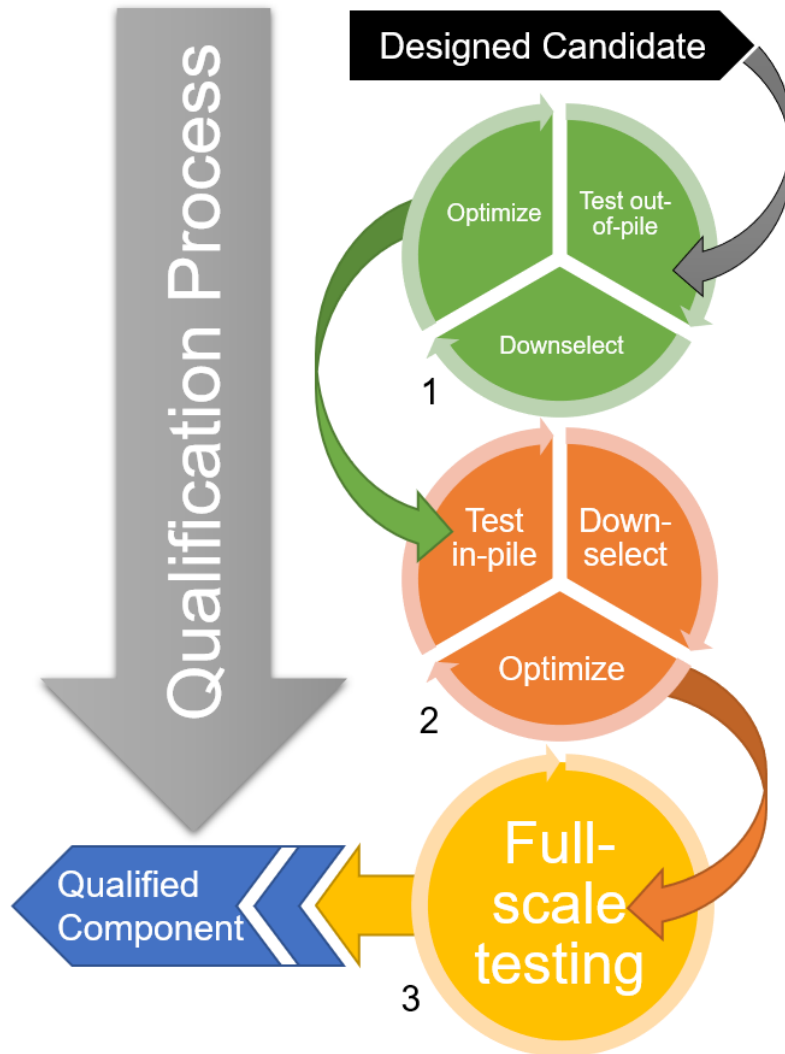 Designed Candidate
Qualification Process
Optimize
Test out-
of-pile
Downselect
1
Test
in-pile
Down-
select
Optimize
2
Full-
scale
testing
3
Qualified
Component